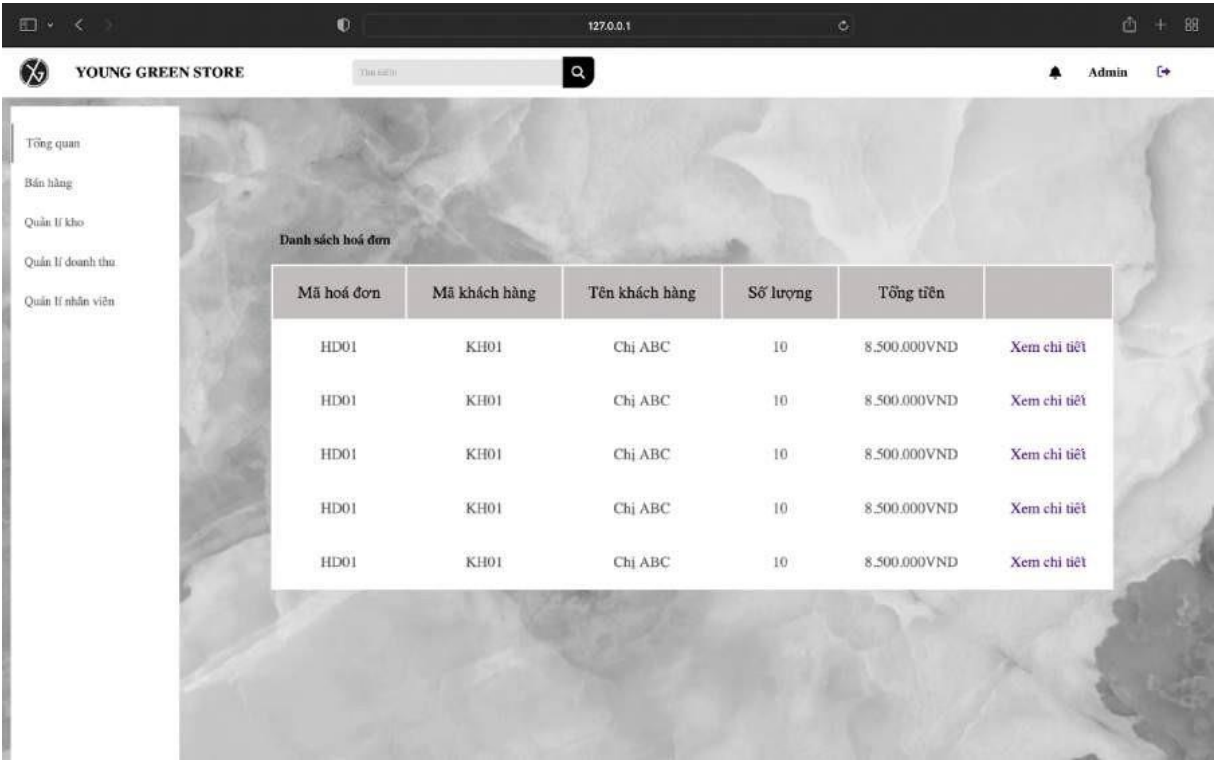 127.0.0.1
YOUNG GREEN STORE
Tìm kiếm
Admin
Tổng quan
Bán hàng
Quản lí kho
Quản lí doanh thu
Quản lí nhân viên
Danh sách hoá đơn
Mã hoá đơn Mã khách hàng Tên khách hàng Số lượng Tổng tiền
HD01 KH01 Chị ABC 10 8.500.000VND Xem chi tiết
HD01 KH01 Chị ABC 10 8.500.000VND Xem chi tiết
HD01 KH01 Chị ABC 10 8.500.000VND Xem chi tiết
HD01 KH01 Chị ABC 10 8.500.000VND Xem chi tiết
HD01 KH01 Chị ABC 10 8.500.000VND Xem chi tiết